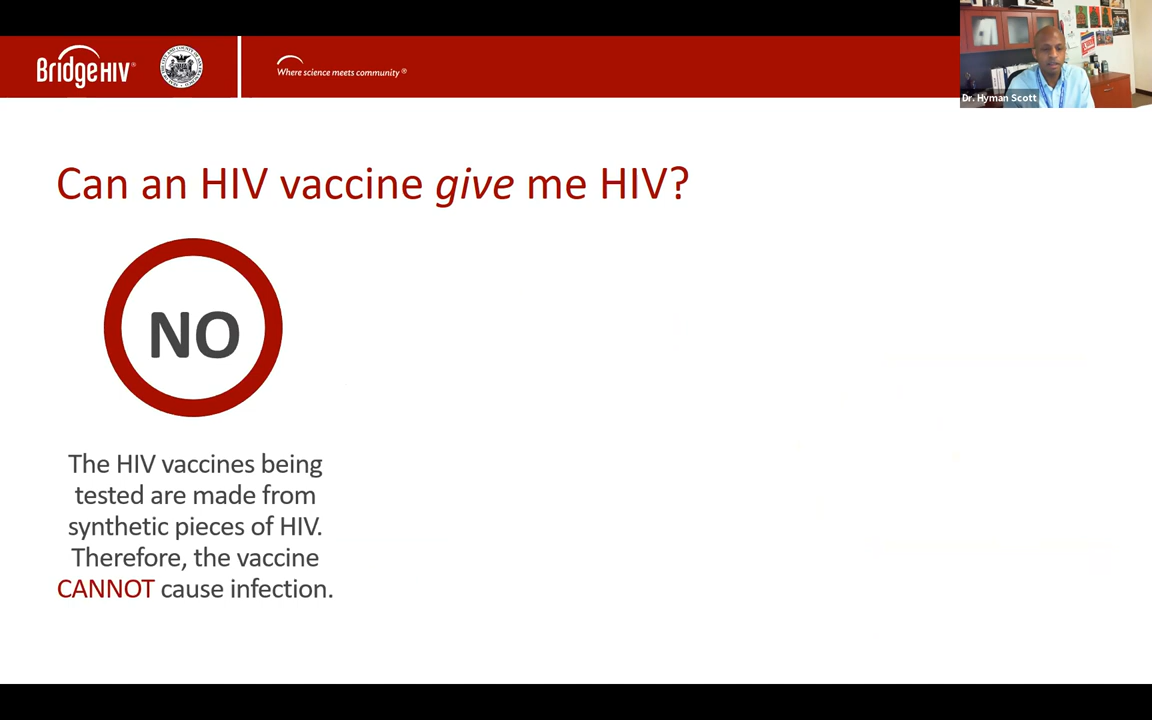 BridgeHIV®
Where science meets community®
Dr. Hyman Scott
Can an HIV vaccine give me HIV?
NO
The HIV vaccines being
tested are made from
synthetic pieces of HIV.
Therefore, the vaccine
CANNOT cause infection.